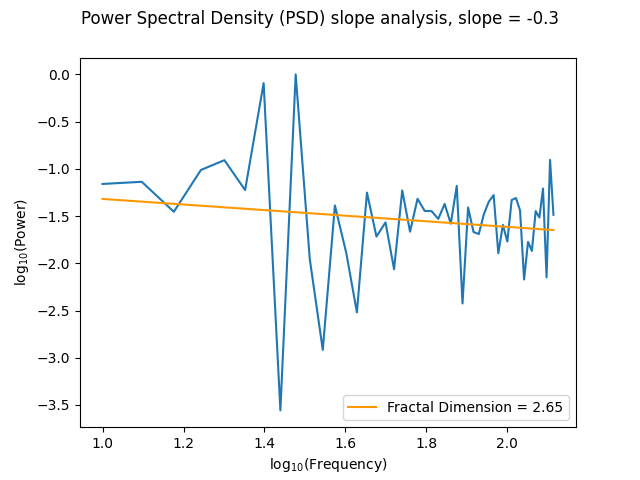 Power Spectral Density (PSD) slope analysis, slope = -0.3
0.0
−0.5
−1.0
−1.5
−2.0
−2.5
−3.0
−3.5
log₁₀(Power)
Fractal Dimension = 2.65
1.0 1.2 1.4 1.6 1.8 2.0
log₁₀(Frequency)